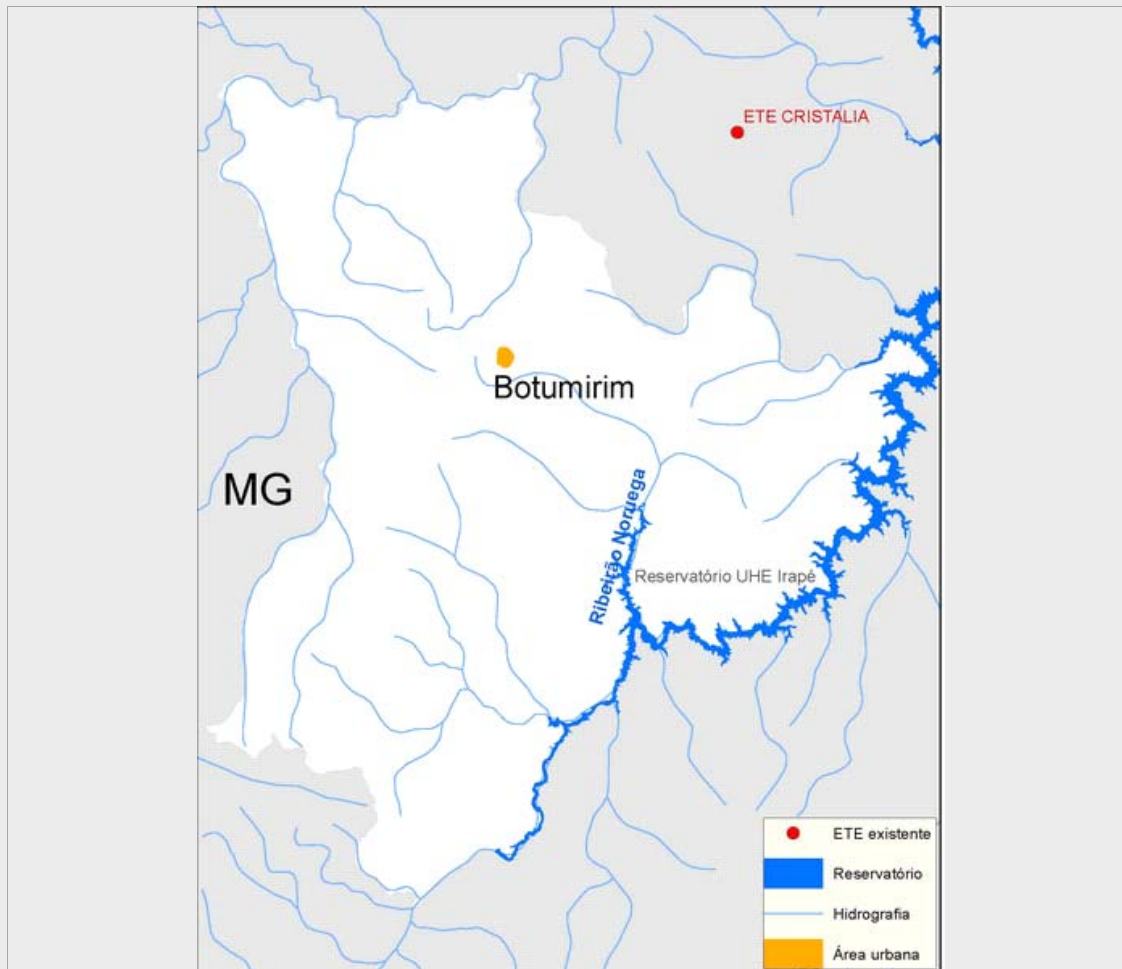 ETE CRISTALIA
Botumirim
MG
Ribeirão Noruega
Reservatório UHE Irapé
ETE existente
Reservatório
Hidrografia
Área urbana